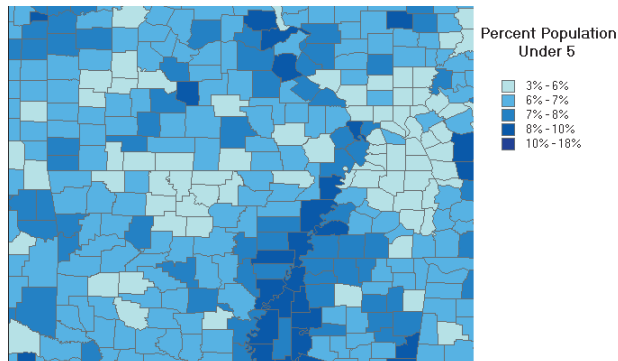 Percent Population
Under 5
3% - 6%
6% - 7%
7% - 8%
8% - 10%
10% - 18%